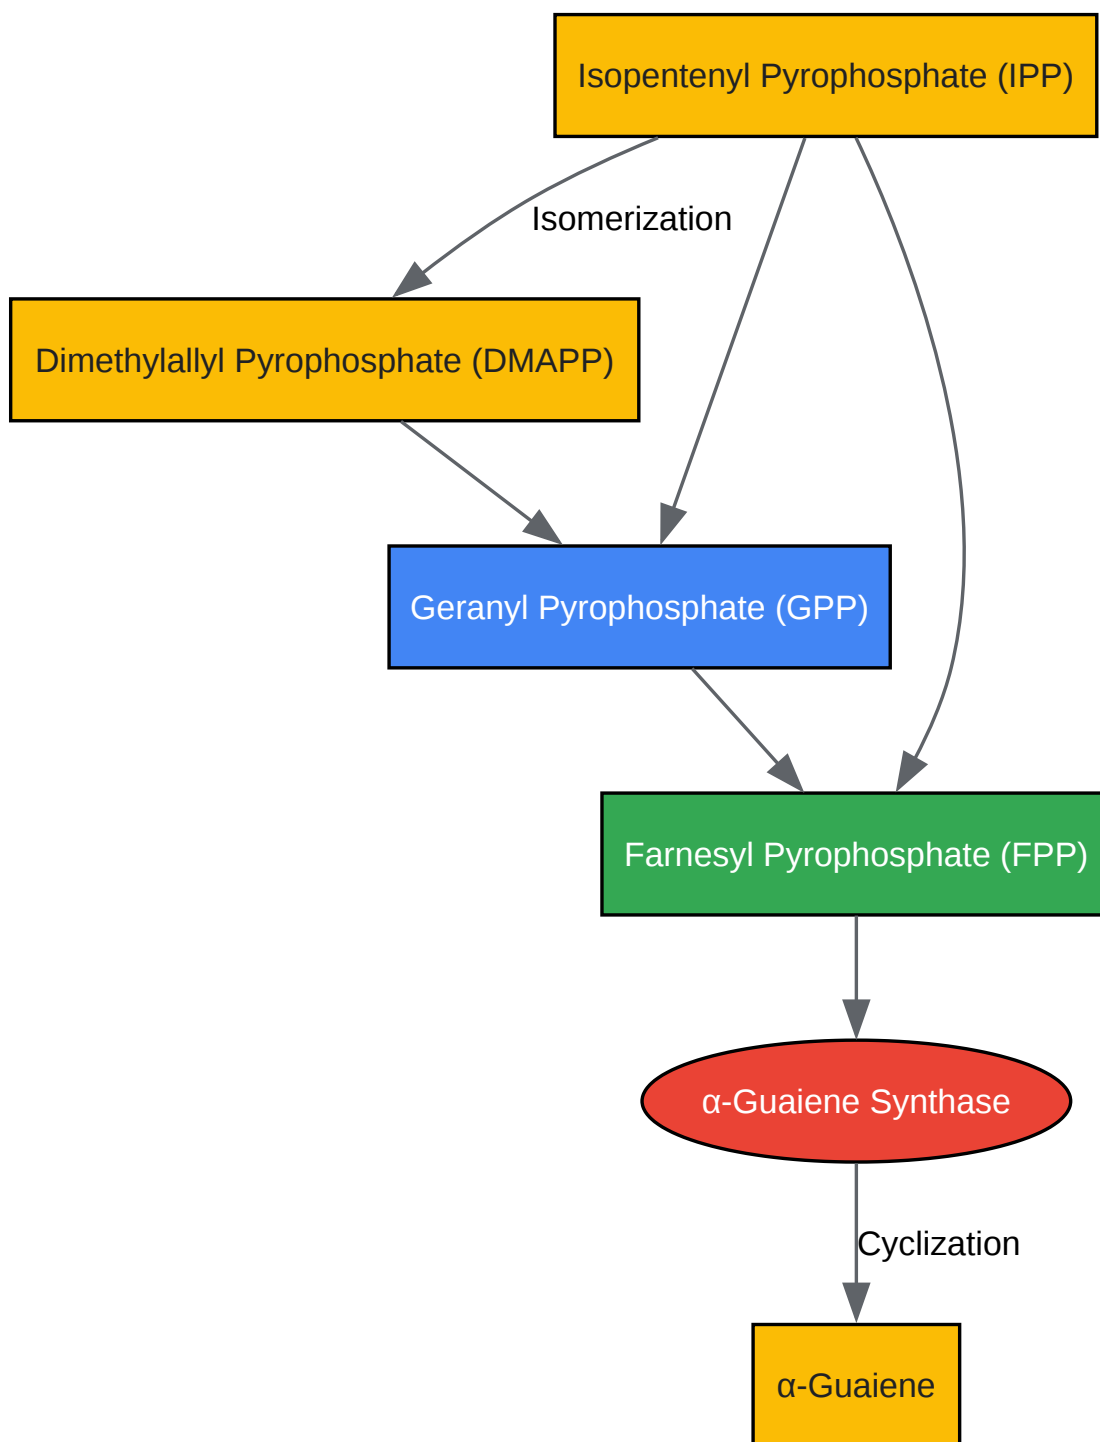 Isopentenyl Pyrophosphate (IPP)
Isomerization
Dimethylallyl Pyrophosphate (DMAPP)
Geranyl Pyrophosphate (GPP)
Farnesyl Pyrophosphate (FPP)
α-Guaiene Synthase
Cyclization
α-Guaiene